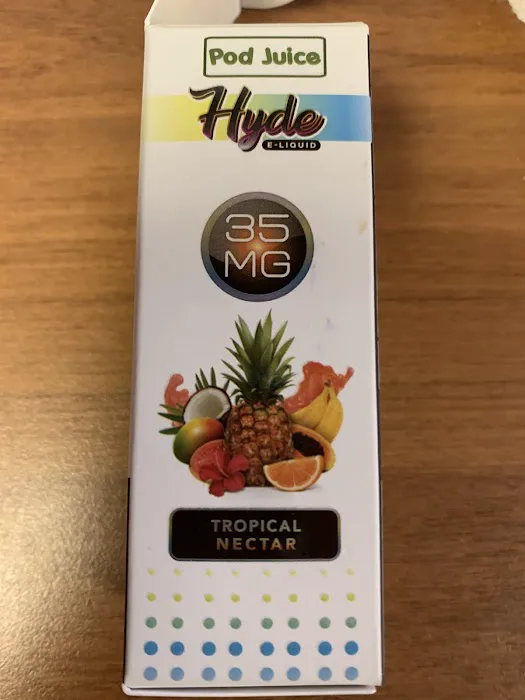 Pod Juice
Hyde
E-LIQUID
35
MG
TROPICAL
NECTAR